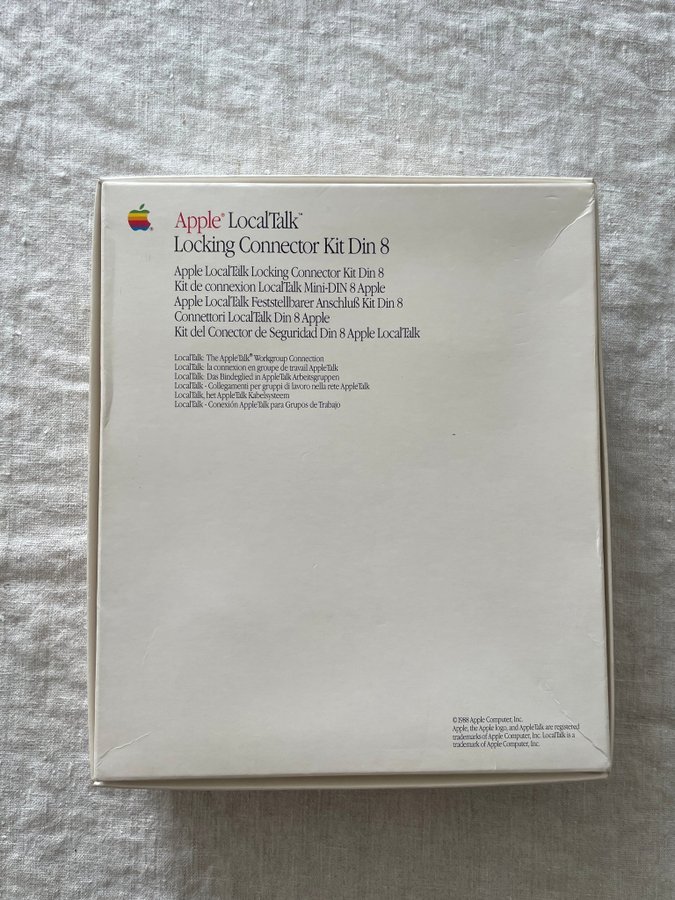 Apple® LocalTalk™
Locking Connector Kit Din 8
Apple LocalTalk Locking Connector Kit Din 8
Kit de connexion LocalTalk Mini-DIN 8 Apple
Apple LocalTalk Feststellbarer Anschluß Kit Din 8
Connettori LocalTalk Din 8 Apple
Kit del Conector de Seguridad Din 8 Apple LocalTalk
LocalTalk: The AppleTalk® Workgroup Connection
LocalTalk: la connexion en groupe de travail AppleTalk
LocalTalk: Das Bindeglied in AppleTalk Arbeitsgruppen
LocalTalk - Collegamenti per gruppi di lavoro nella rete AppleTalk
LocalTalk, het AppleTalk Kabelsysteem
LocalTalk - Conexión AppleTalk para Grupos de Trabajo
© 1988 Apple Computer, Inc.
Apple, the Apple logo, and AppleTalk are registered
trademarks of Apple Computer, Inc. LocalTalk is a
trademark of Apple Computer, Inc.